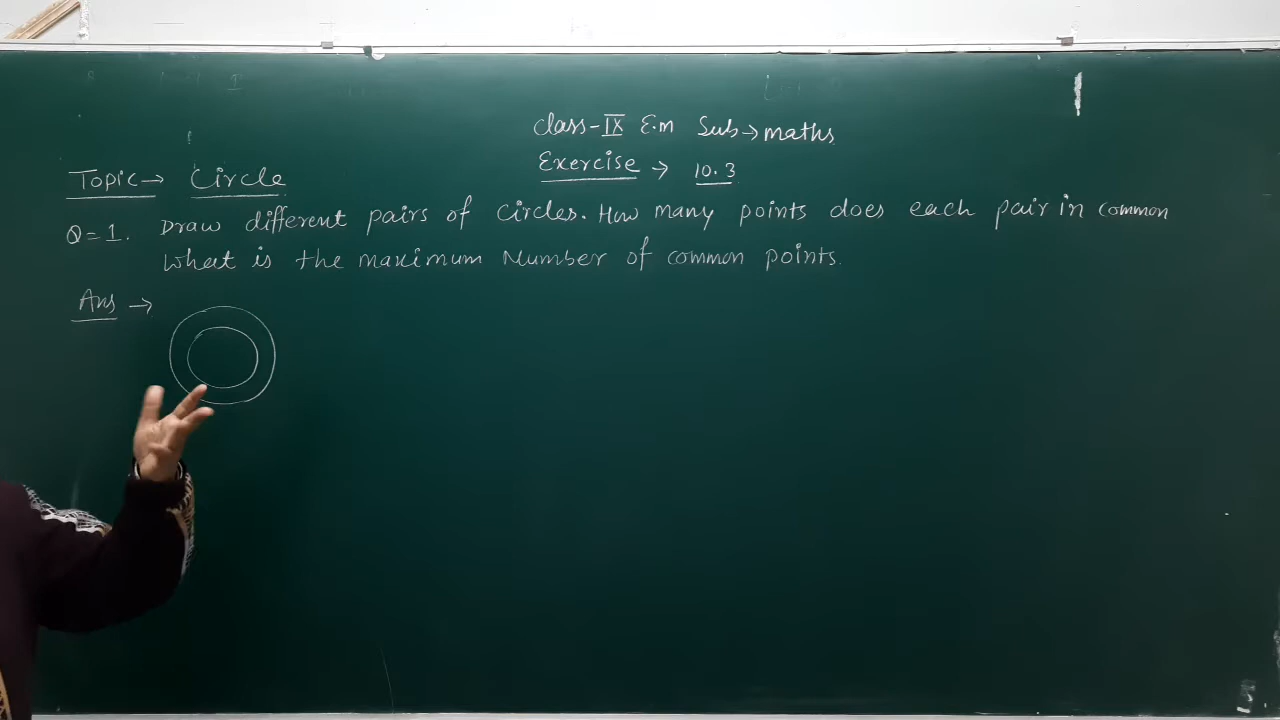 Class-IX E.m Sub→maths
Exercise → 10.3
Topic→ Circle
Q=1. Draw different pairs of circles. How many points does each pair in common
What is the maximum Number of common points.
Ans →